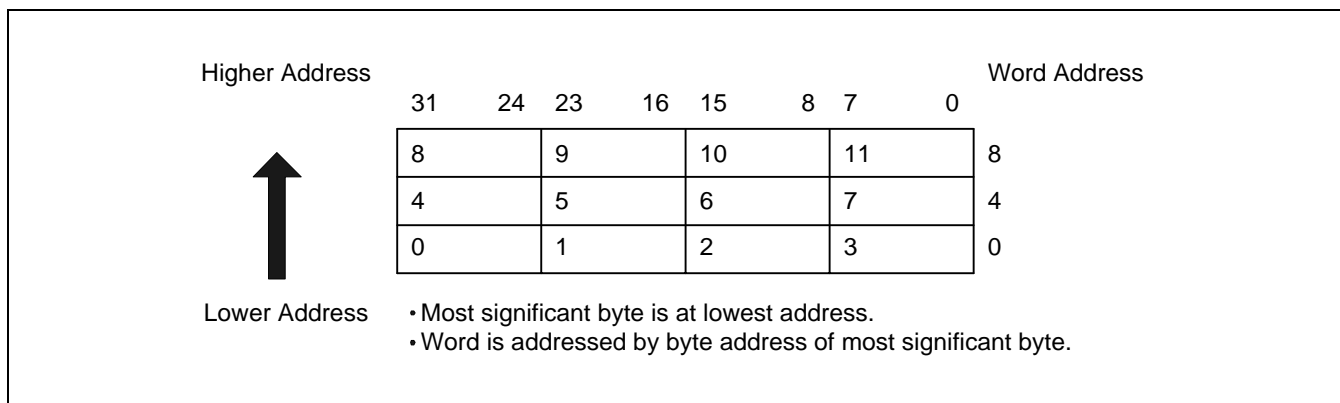 Higher Address Word Address
31 24 23 16 15 8 7 0
8 9 10 11 8
4 5 6 7 4
0 1 2 3 0
Lower Address • Most significant byte is at lowest address.
• Word is addressed by byte address of most significant byte.